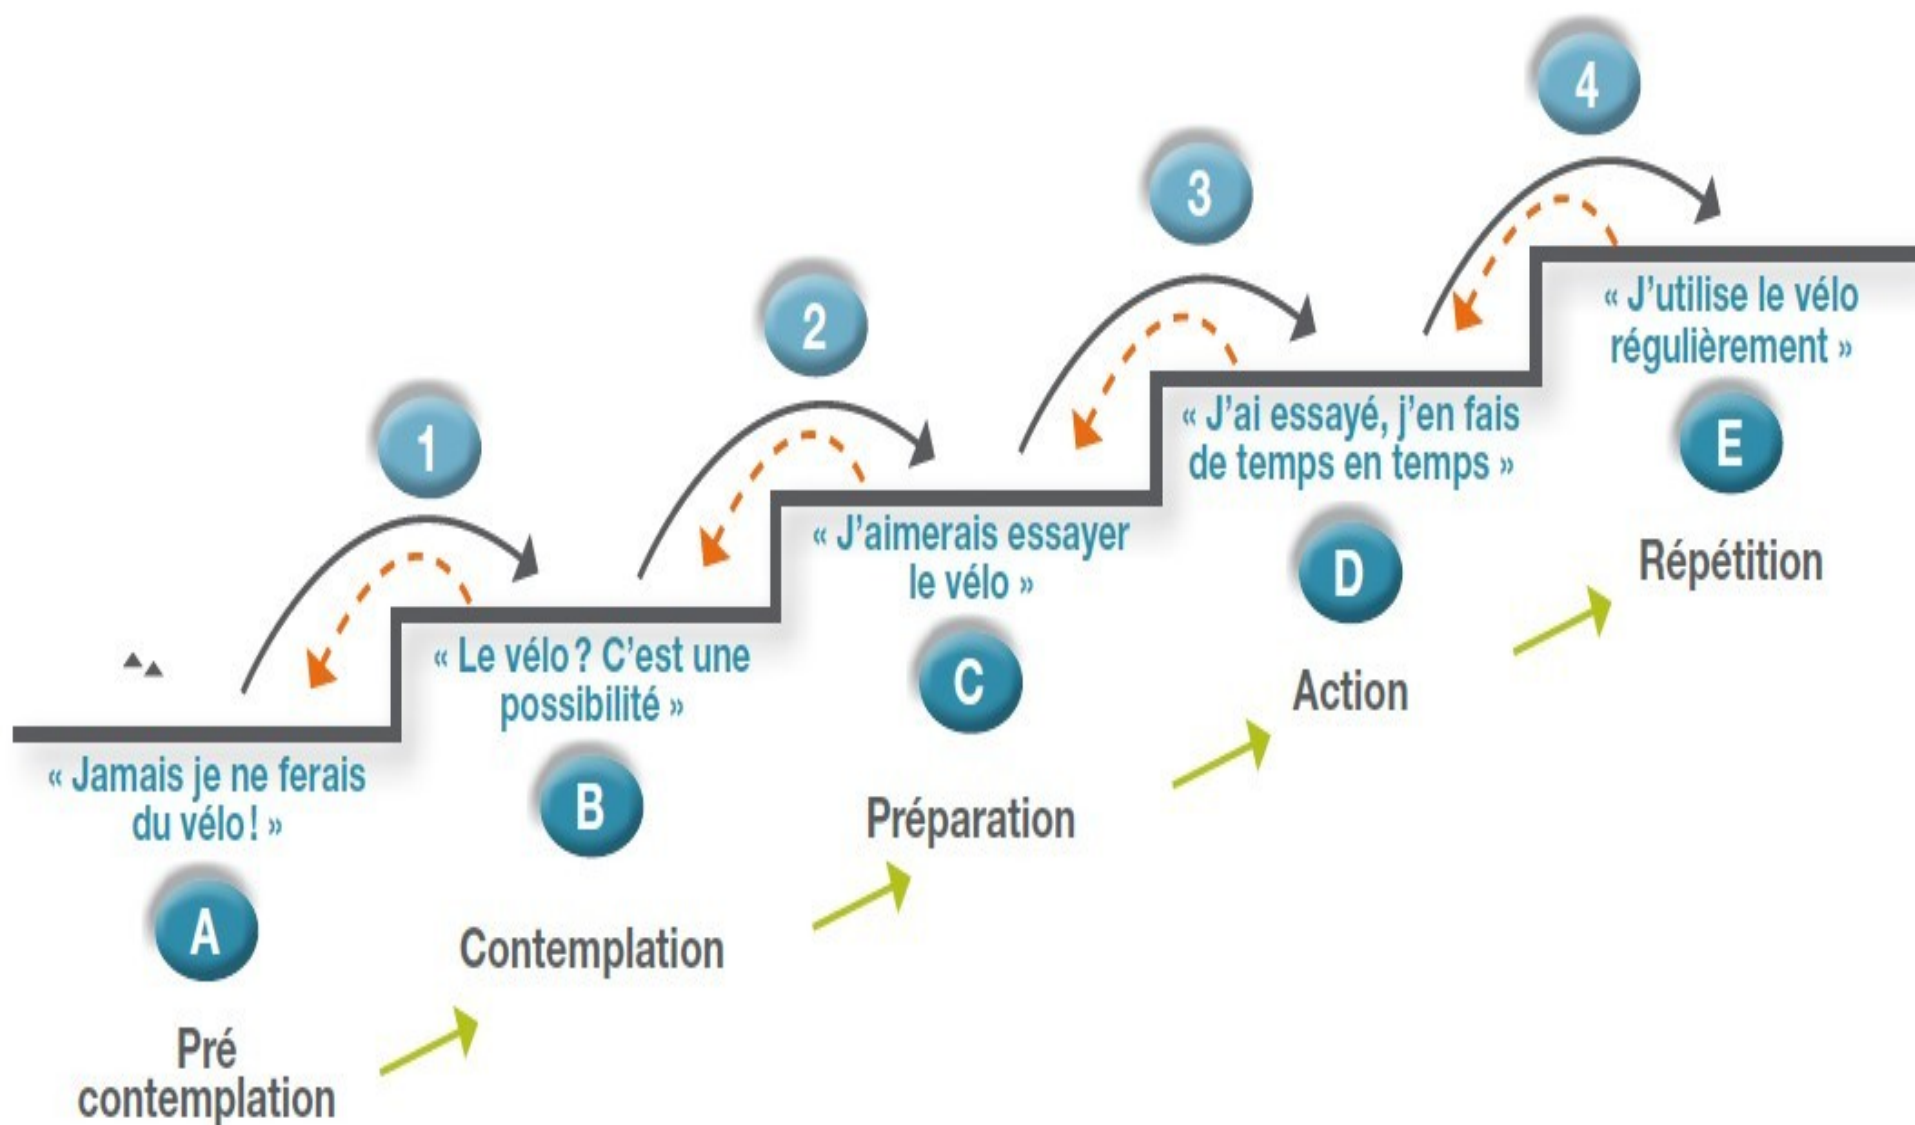 1
2
3
4
« Jamais je ne ferais
du vélo ! »
A
Pré
contemplation
« Le vélo ? C’est une
possibilité »
B
Contemplation
« J’aimerais essayer
le vélo »
C
Préparation
« J’ai essayé, j’en fais
de temps en temps »
D
Action
« J’utilise le vélo
régulièrement »
E
Répétition